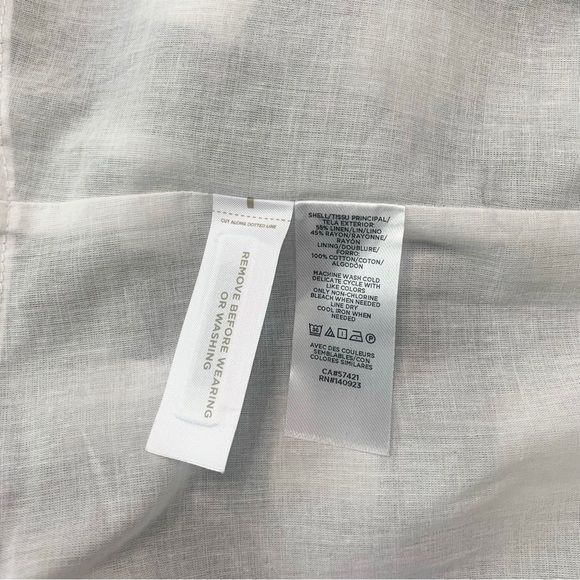 CUT ALONG DOTTED LINE
REMOVE BEFORE WEARING
OR WASHING
SHELL/TISSU PRINCIPAL/
TELA EXTERIOR:
55% LINEN/LIN/LINO
45% RAYON/RAYONNE/
RAYÓN
LINING/DOUBLURE/
FORRO:
100% COTTON/COTON/
ALGODÓN
MACHINE WASH COLD
DELICATE CYCLE WITH
LIKE COLORS
ONLY NON-CHLORINE
BLEACH WHEN NEEDED
LINE DRY
COOL IRON WHEN
NEEDED
30
P
AVEC DES COULEURS
SEMBLABLES/CON
COLORES SIMILARES
CA#57421
RN#140923